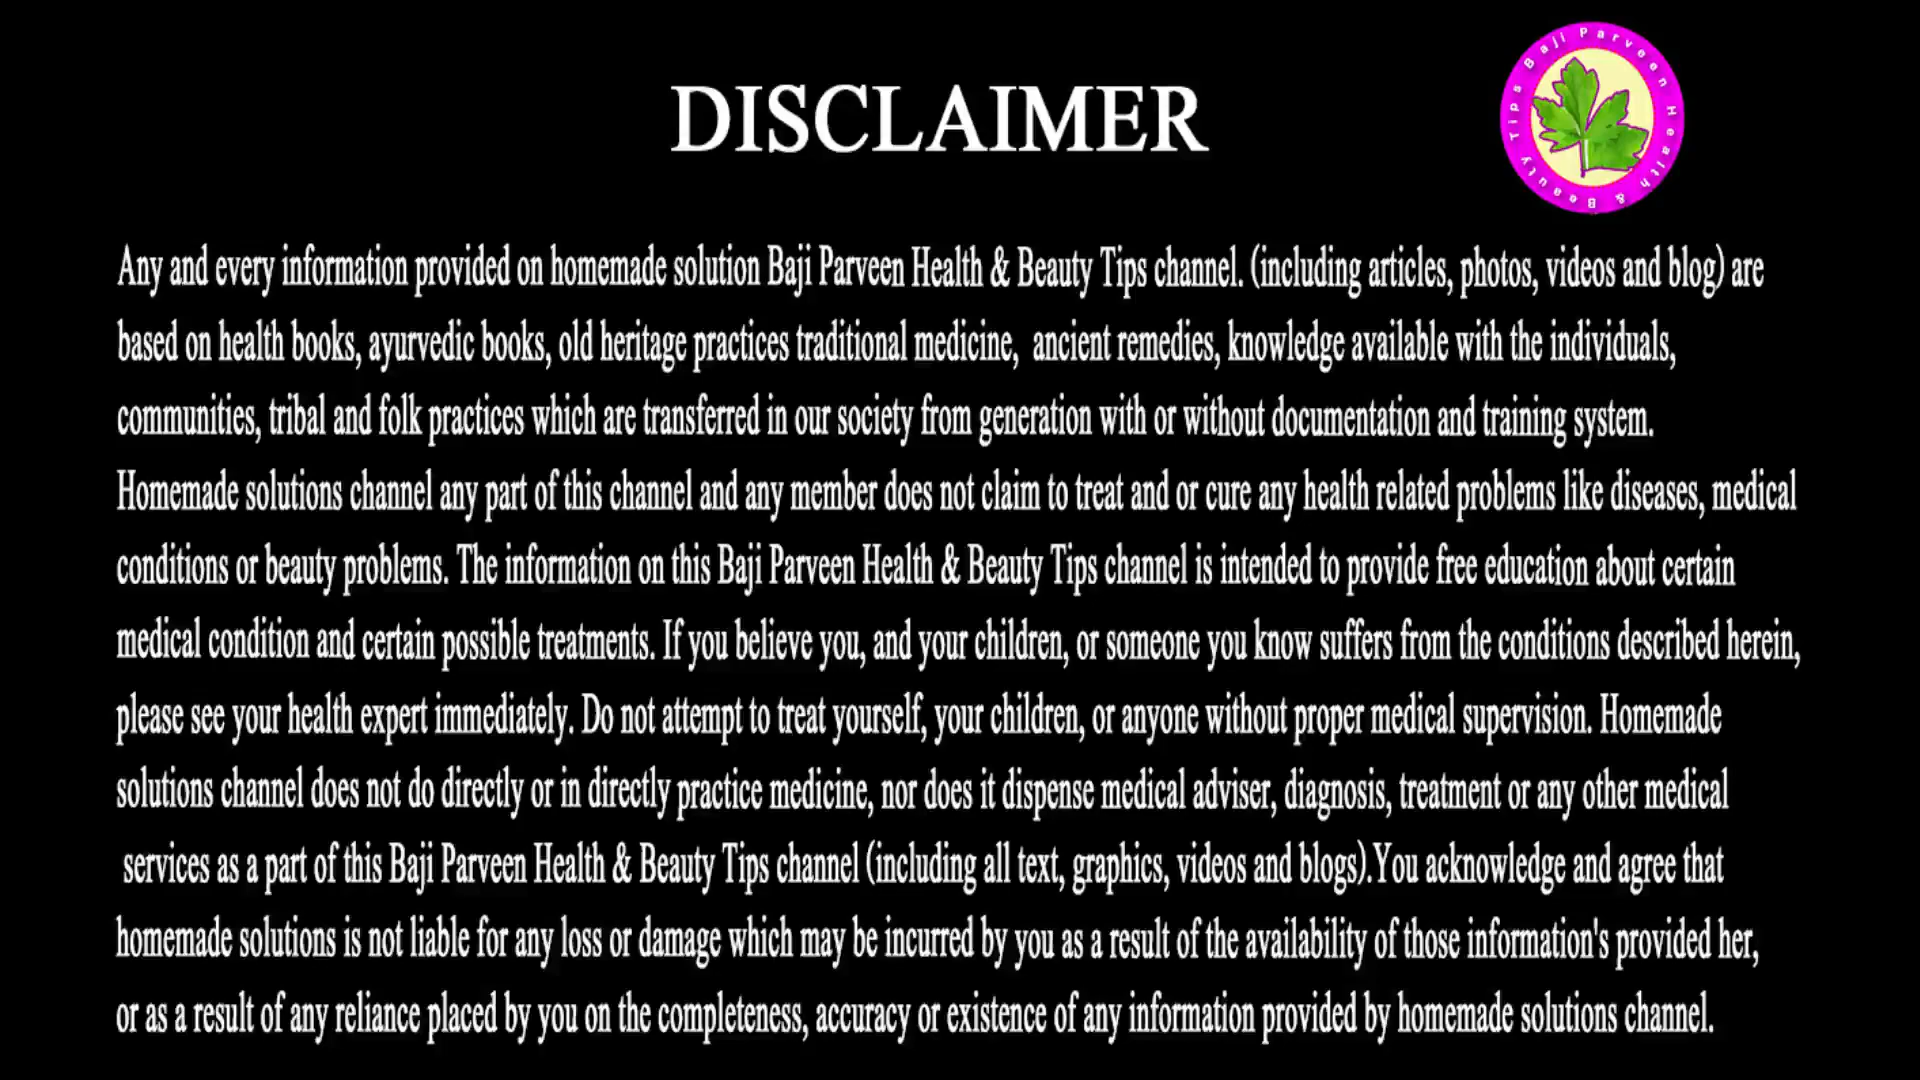 Baji Parveen Health & Beauty Tips
DISCLAIMER
Any and every information provided on homemade solution Baji Parveen Health & Beauty Tips channel. (including articles, photos, videos and blog) are
based on health books, ayurvedic books, old heritage practices traditional medicine, ancient remedies, knowledge available with the individuals,
communities, tribal and folk practices which are transferred in our society from generation with or without documentation and training system.
Homemade solutions channel any part of this channel and any member does not claim to treat and or cure any health related problems like diseases, medical
conditions or beauty problems. The information on this Baji Parveen Health & Beauty Tips channel is intended to provide free education about certain
medical condition and certain possible treatments. If you believe you, and your children, or someone you know suffers from the conditions described herein,
please see your health expert immediately. Do not attempt to treat yourself, your children, or anyone without proper medical supervision. Homemade
solutions channel does not do directly or in directly practice medicine, nor does it dispense medical adviser, diagnosis, treatment or any other medical
services as a part of this Baji Parveen Health & Beauty Tips channel (including all text, graphics, videos and blogs).You acknowledge and agree that
homemade solutions is not liable for any loss or damage which may be incurred by you as a result of the availability of those information's provided her,
or as a result of any reliance placed by you on the completeness, accuracy or existence of any information provided by homemade solutions channel.